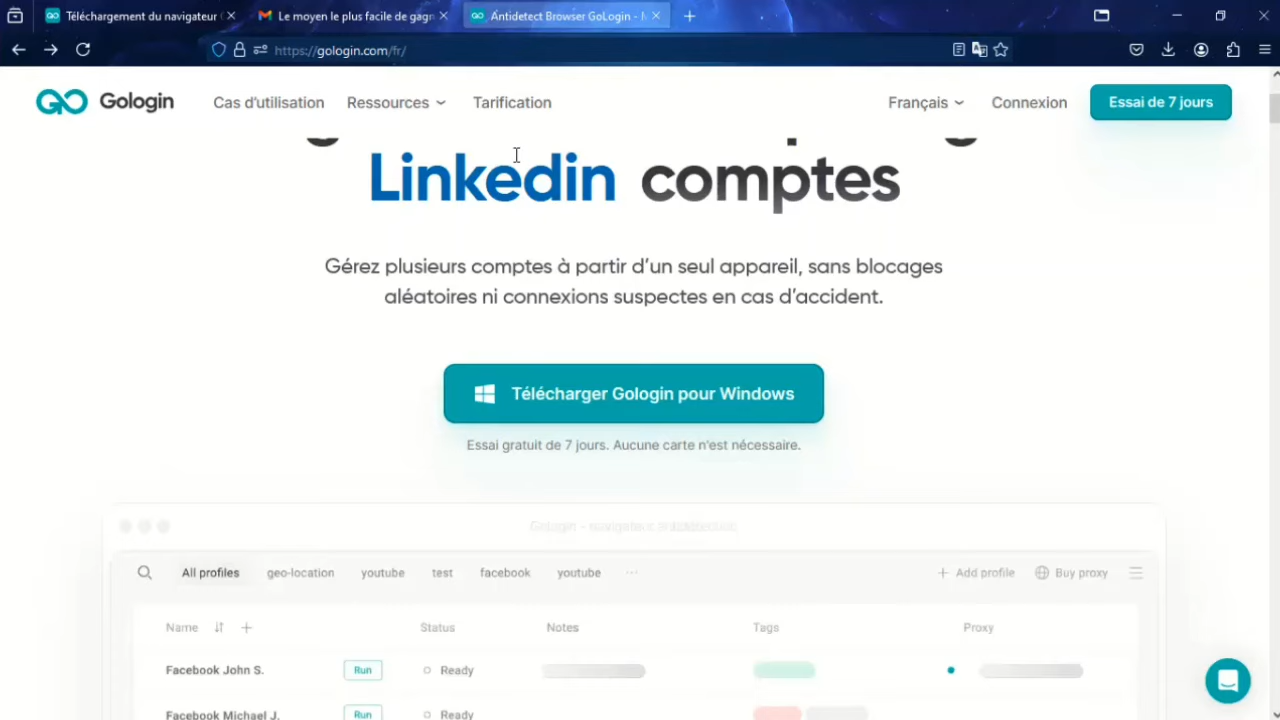 Téléchargement du navigateur
Le moyen le plus facile de gagn
Antidetect Browser GoLogin - M
https://gologin.com/fr/
Gologin
Cas d'utilisation
Ressources
Tarification
Français
Connexion
Essai de 7 jours
Linkedin comptes
Gérez plusieurs comptes à partir d'un seul appareil, sans blocages
aléatoires ni connexions suspectes en cas d'accident.
Télécharger Gologin pour Windows
Essai gratuit de 7 jours. Aucune carte n'est nécessaire.
Gologin - navigateur antidétection
All profiles
geo-location
youtube
test
facebook
youtube
...
+ Add profile
Buy proxy
Name
Status
Notes
Tags
Proxy
Facebook John S.
Run
Ready
Facebook Michael J.
Run
Ready